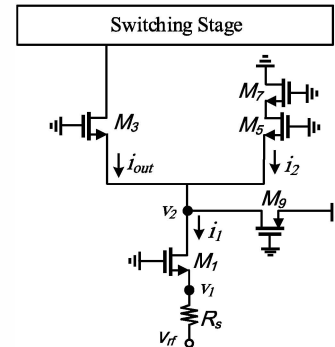 Switching Stage
M7
M3
M5
iout
i2
M9
v2
i1
M1
v1
Rs
vrf